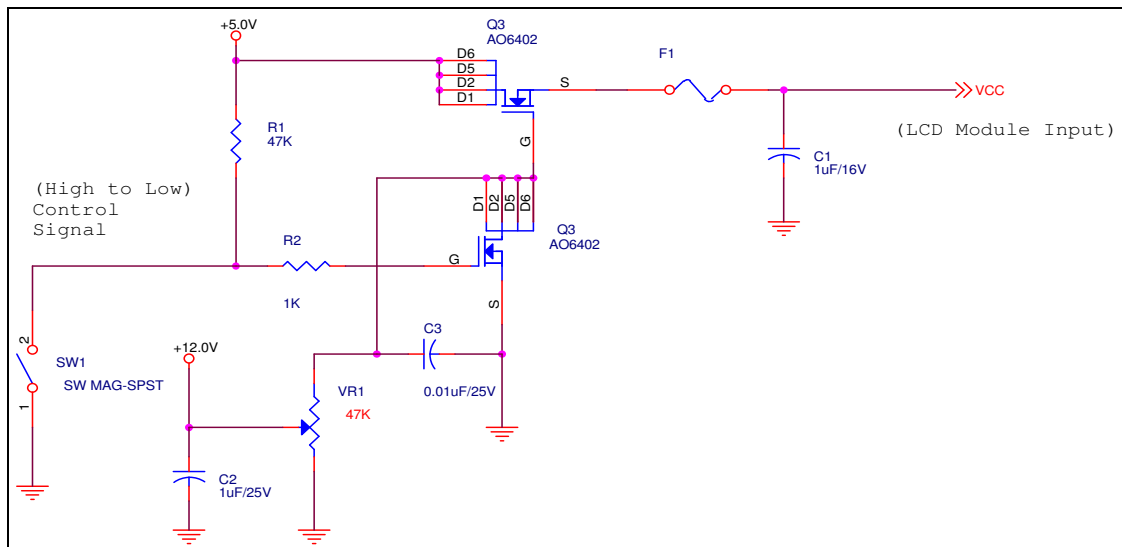 +5.0V
Q3
AO6402
D6
D5
D2
D1
S
G
F1
VCC
(LCD Module Input)
R1
47K
C1
1uF/16V
(High to Low)
Control
Signal
D1
D2
D5
D6
Q3
AO6402
R2
1K
G
S
2
1
SW1
SW MAG-SPST
+12.0V
C3
0.01uF/25V
VR1
47K
C2
1uF/25V